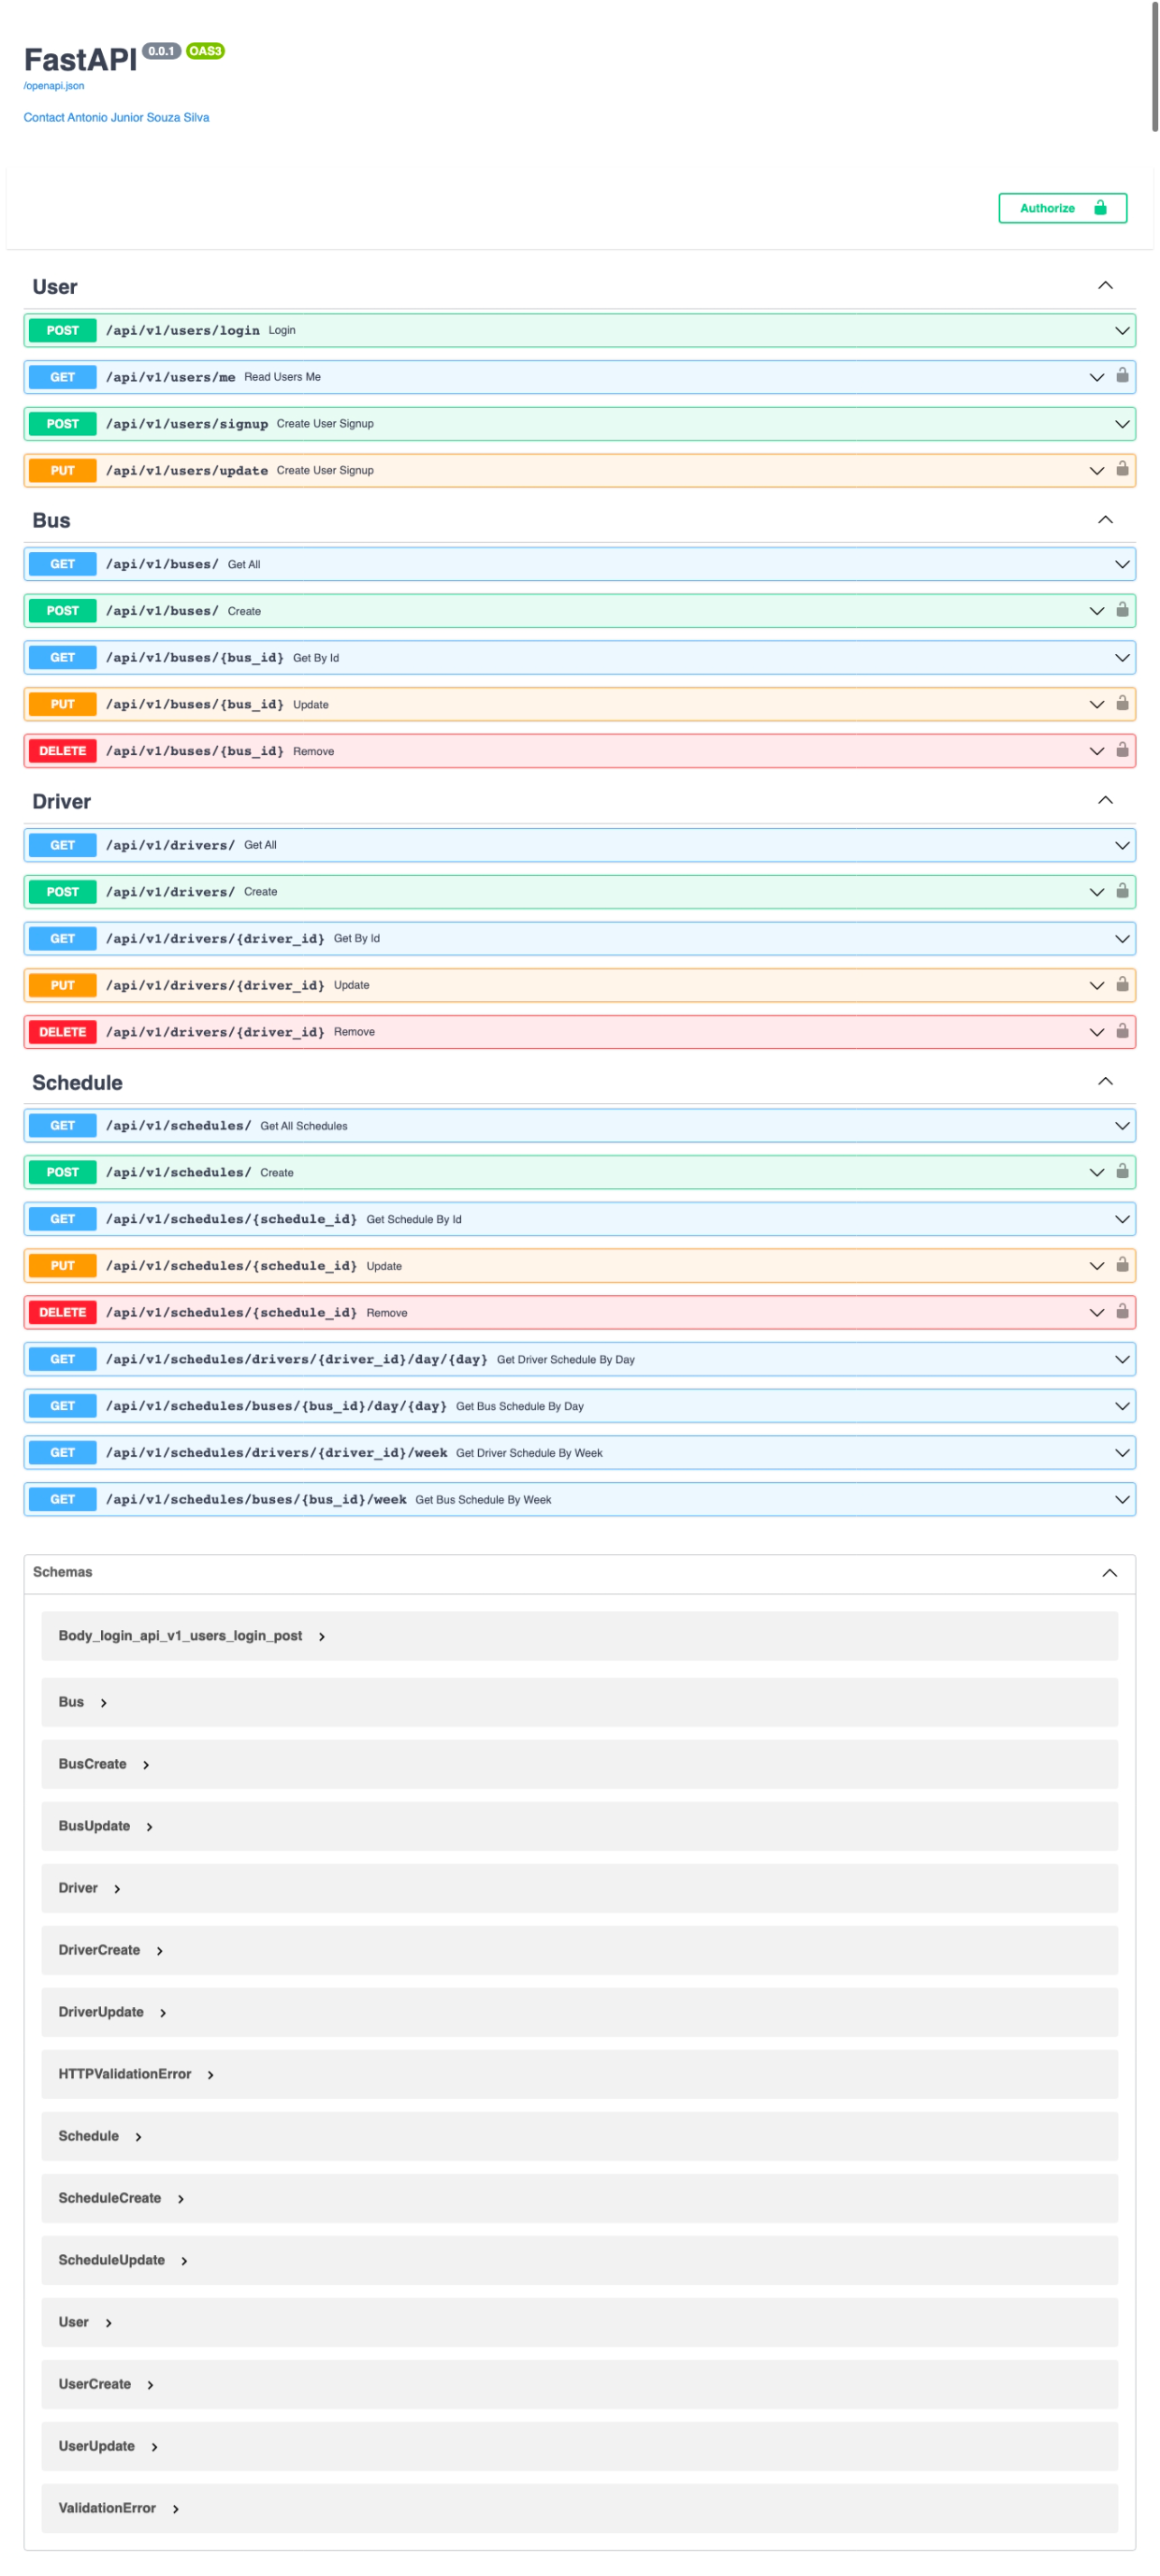 FastAPI 0.0.1 OAS3
/openapi.json
Contact Antonio Junior Souza Silva
Authorize
User
POST /api/v1/users/login Login
GET /api/v1/users/me Read Users Me
POST /api/v1/users/signup Create User Signup
PUT /api/v1/users/update Create User Signup
Bus
GET /api/v1/buses/ Get All
POST /api/v1/buses/ Create
GET /api/v1/buses/{bus_id} Get By Id
PUT /api/v1/buses/{bus_id} Update
DELETE /api/v1/buses/{bus_id} Remove
Driver
GET /api/v1/drivers/ Get All
POST /api/v1/drivers/ Create
GET /api/v1/drivers/{driver_id} Get By Id
PUT /api/v1/drivers/{driver_id} Update
DELETE /api/v1/drivers/{driver_id} Remove
Schedule
GET /api/v1/schedules/ Get All Schedules
POST /api/v1/schedules/ Create
GET /api/v1/schedules/{schedule_id} Get Schedule By Id
PUT /api/v1/schedules/{schedule_id} Update
DELETE /api/v1/schedules/{schedule_id} Remove
GET /api/v1/schedules/drivers/{driver_id}/day/{day} Get Driver Schedule By Day
GET /api/v1/schedules/buses/{bus_id}/day/{day} Get Bus Schedule By Day
GET /api/v1/schedules/drivers/{driver_id}/week Get Driver Schedule By Week
GET /api/v1/schedules/buses/{bus_id}/week Get Bus Schedule By Week
Schemas
Body_login_api_v1_users_login_post
Bus
BusCreate
BusUpdate
Driver
DriverCreate
DriverUpdate
HTTPValidationError
Schedule
ScheduleCreate
ScheduleUpdate
User
UserCreate
UserUpdate
ValidationError